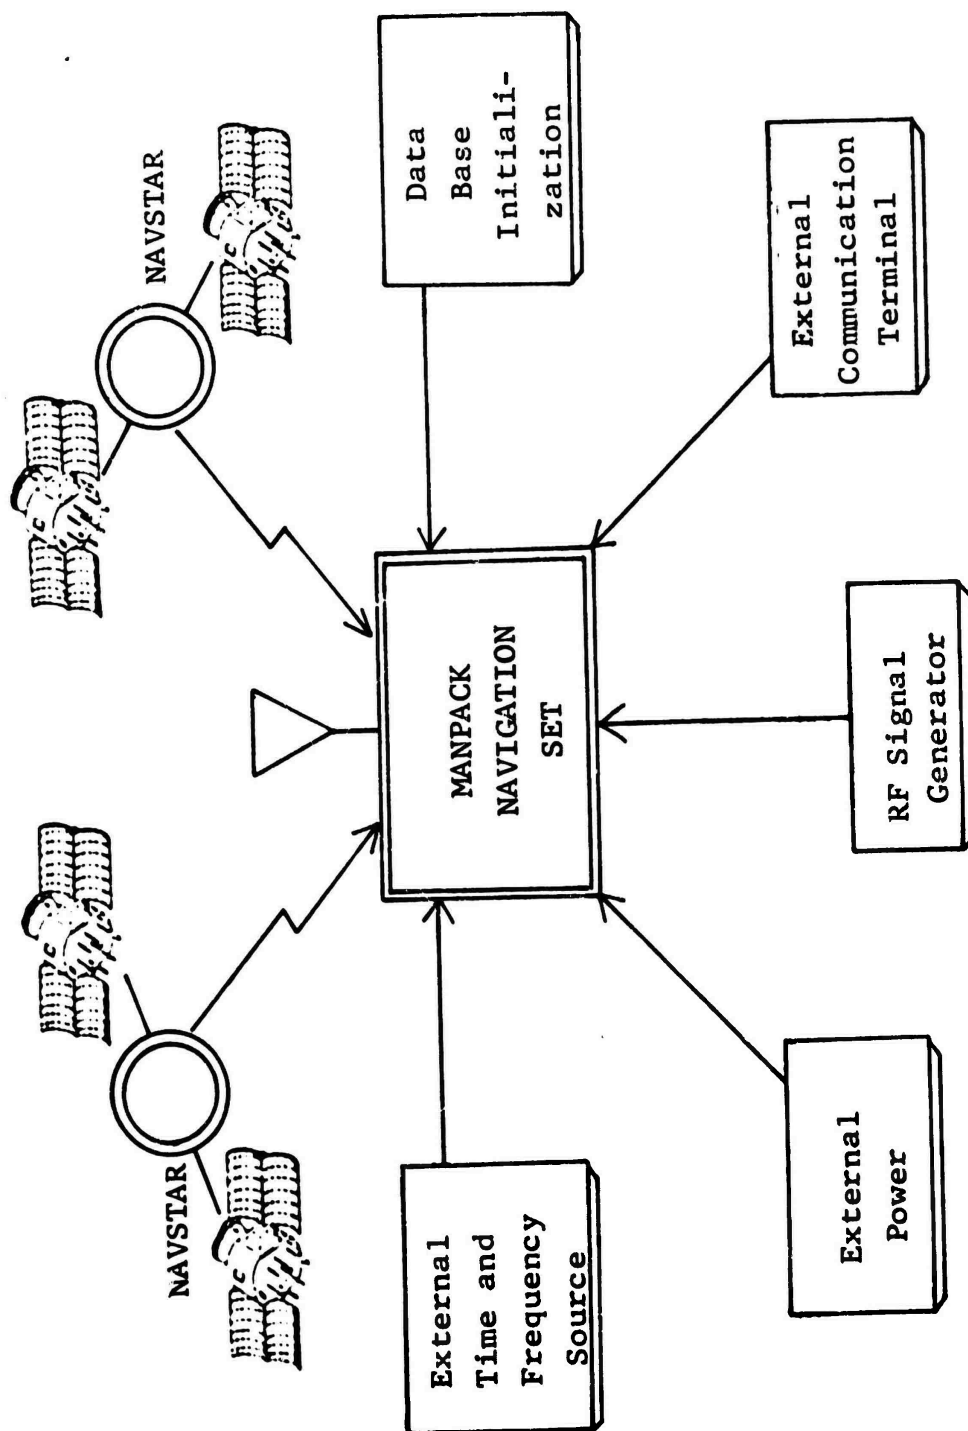 NAVSTAR
NAVSTAR
MANPACK
NAVIGATION
SET
External
Time and
Frequency
Source
Data
Base
Initiali-
zation
External
Power
RF Signal
Generator
External
Communication
Terminal